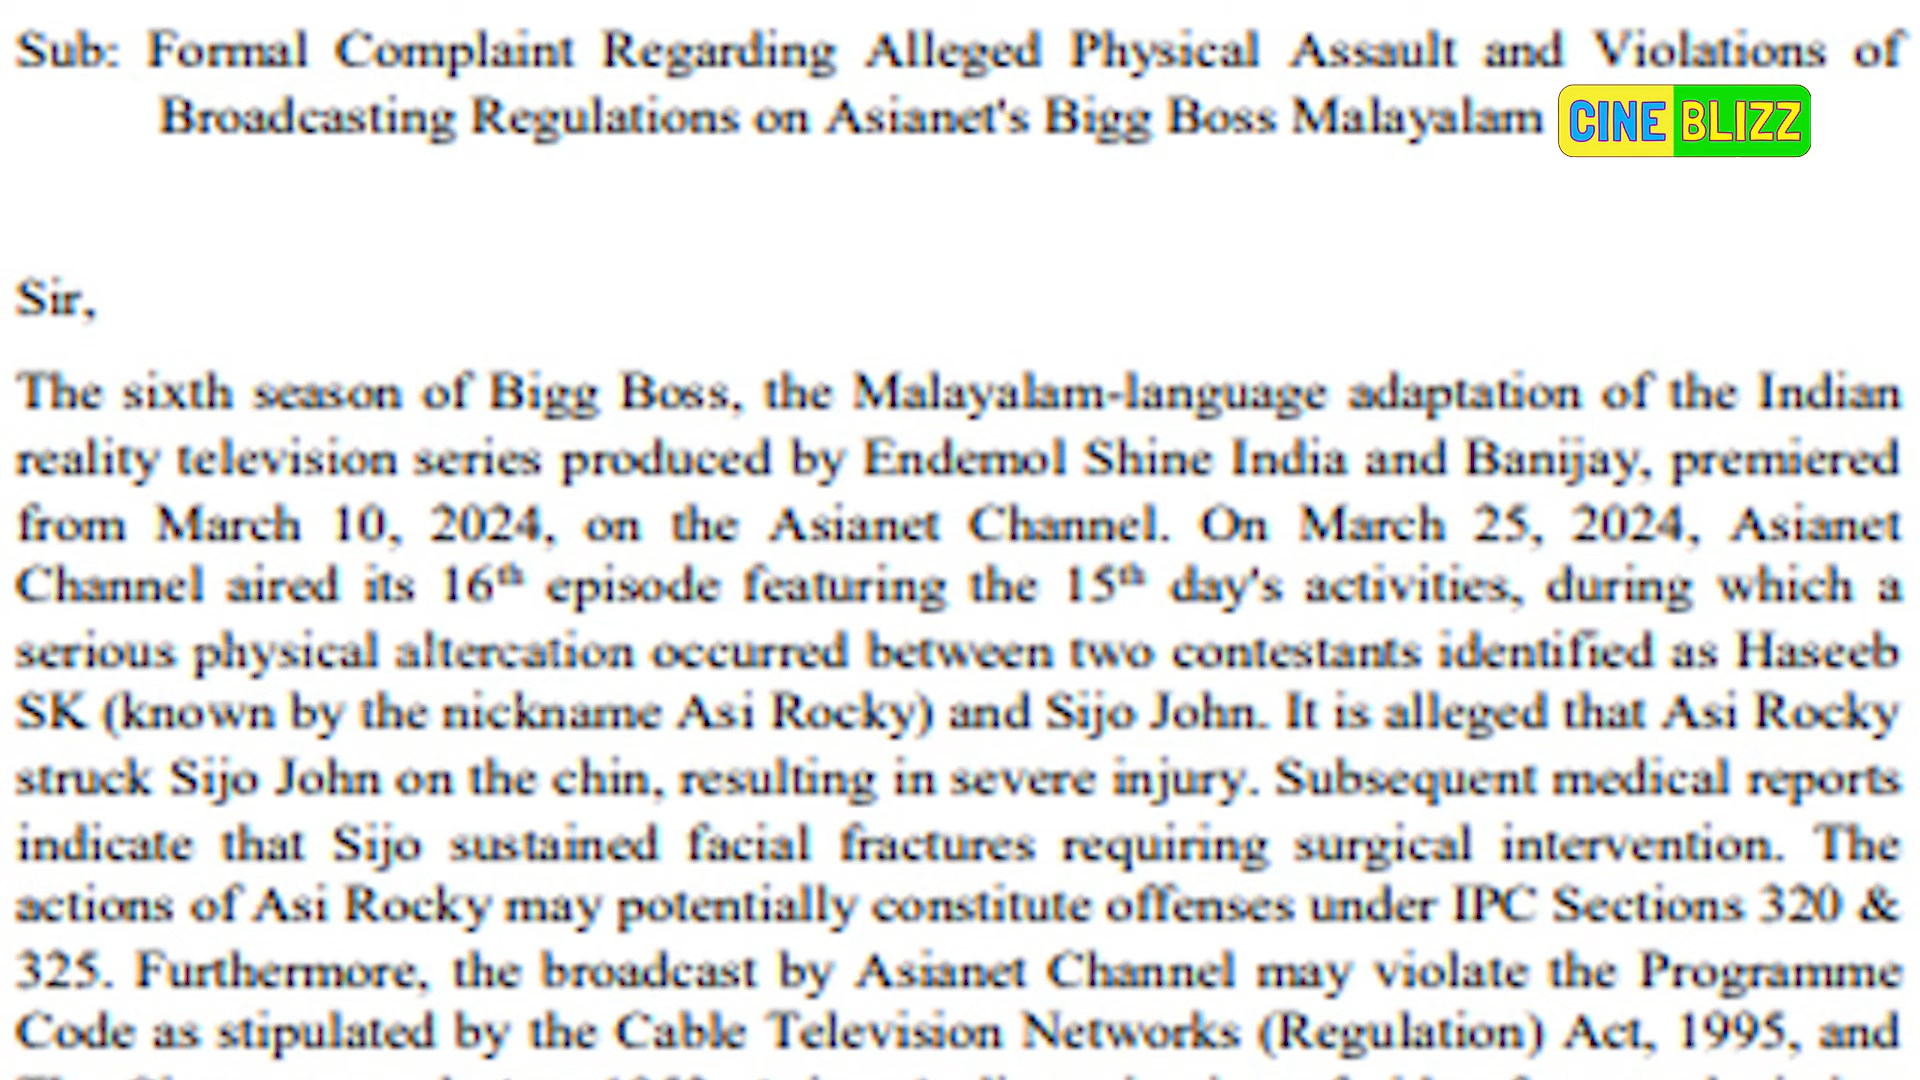 Sub: Formal Complaint Regarding Alleged Physical Assault and Violations of
Broadcasting Regulations on Asianet's Bigg Boss Malayalam
CINE BLIZZ
Sir,
The sixth season of Bigg Boss, the Malayalam-language adaptation of the Indian
reality television series produced by Endemol Shine India and Banijay, premiered
from March 10, 2024, on the Asianet Channel. On March 25, 2024, Asianet
Channel aired its 16th episode featuring the 15th day's activities, during which a
serious physical altercation occurred between two contestants identified as Haseeb
SK (known by the nickname Asi Rocky) and Sijo John. It is alleged that Asi Rocky
struck Sijo John on the chin, resulting in severe injury. Subsequent medical reports
indicate that Sijo sustained facial fractures requiring surgical intervention. The
actions of Asi Rocky may potentially constitute offenses under IPC Sections 320 &
325. Furthermore, the broadcast by Asianet Channel may violate the Programme
Code as stipulated by the Cable Television Networks (Regulation) Act, 1995, and